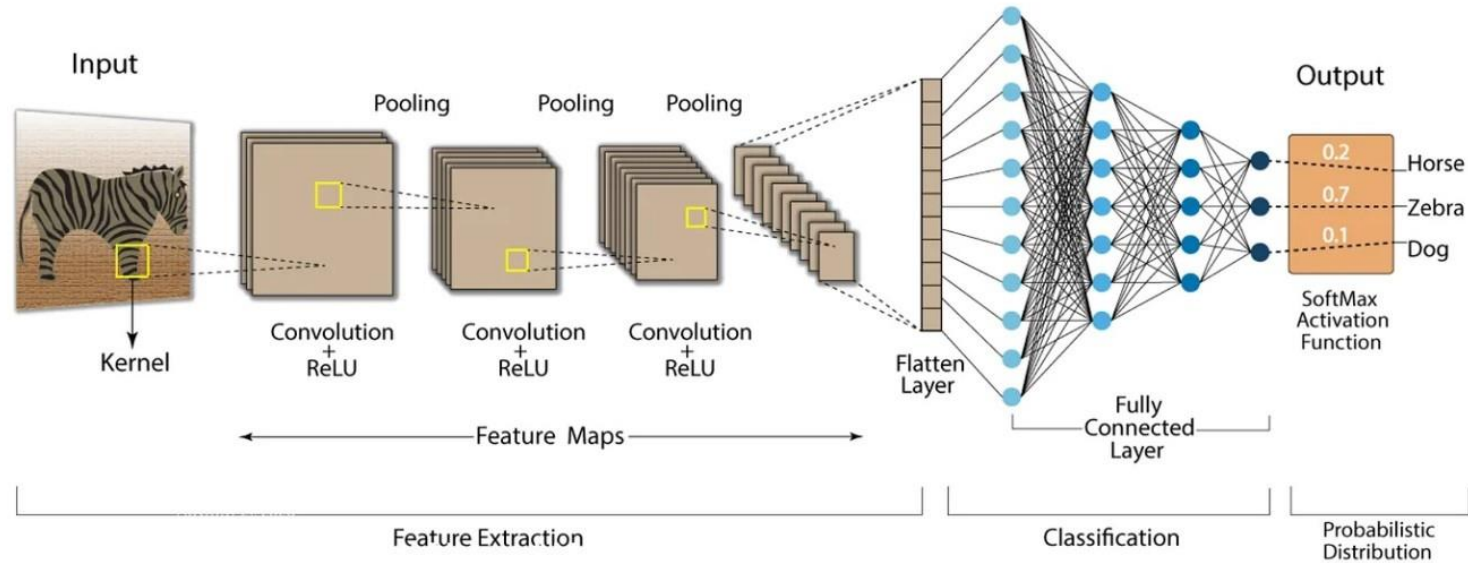 Input
Output
Pooling
Pooling
Pooling
0.2
Horse
0.7
Zebra
0.1
Dog
Kernel
Convolution
+
ReLU
Convolution
+
ReLU
Convolution
+
ReLU
Flatten
Layer
SoftMax
Activation
Function
Feature Maps
Fully
Connected
Layer
Feature Extraction
Classification
Probabilistic
Distribution